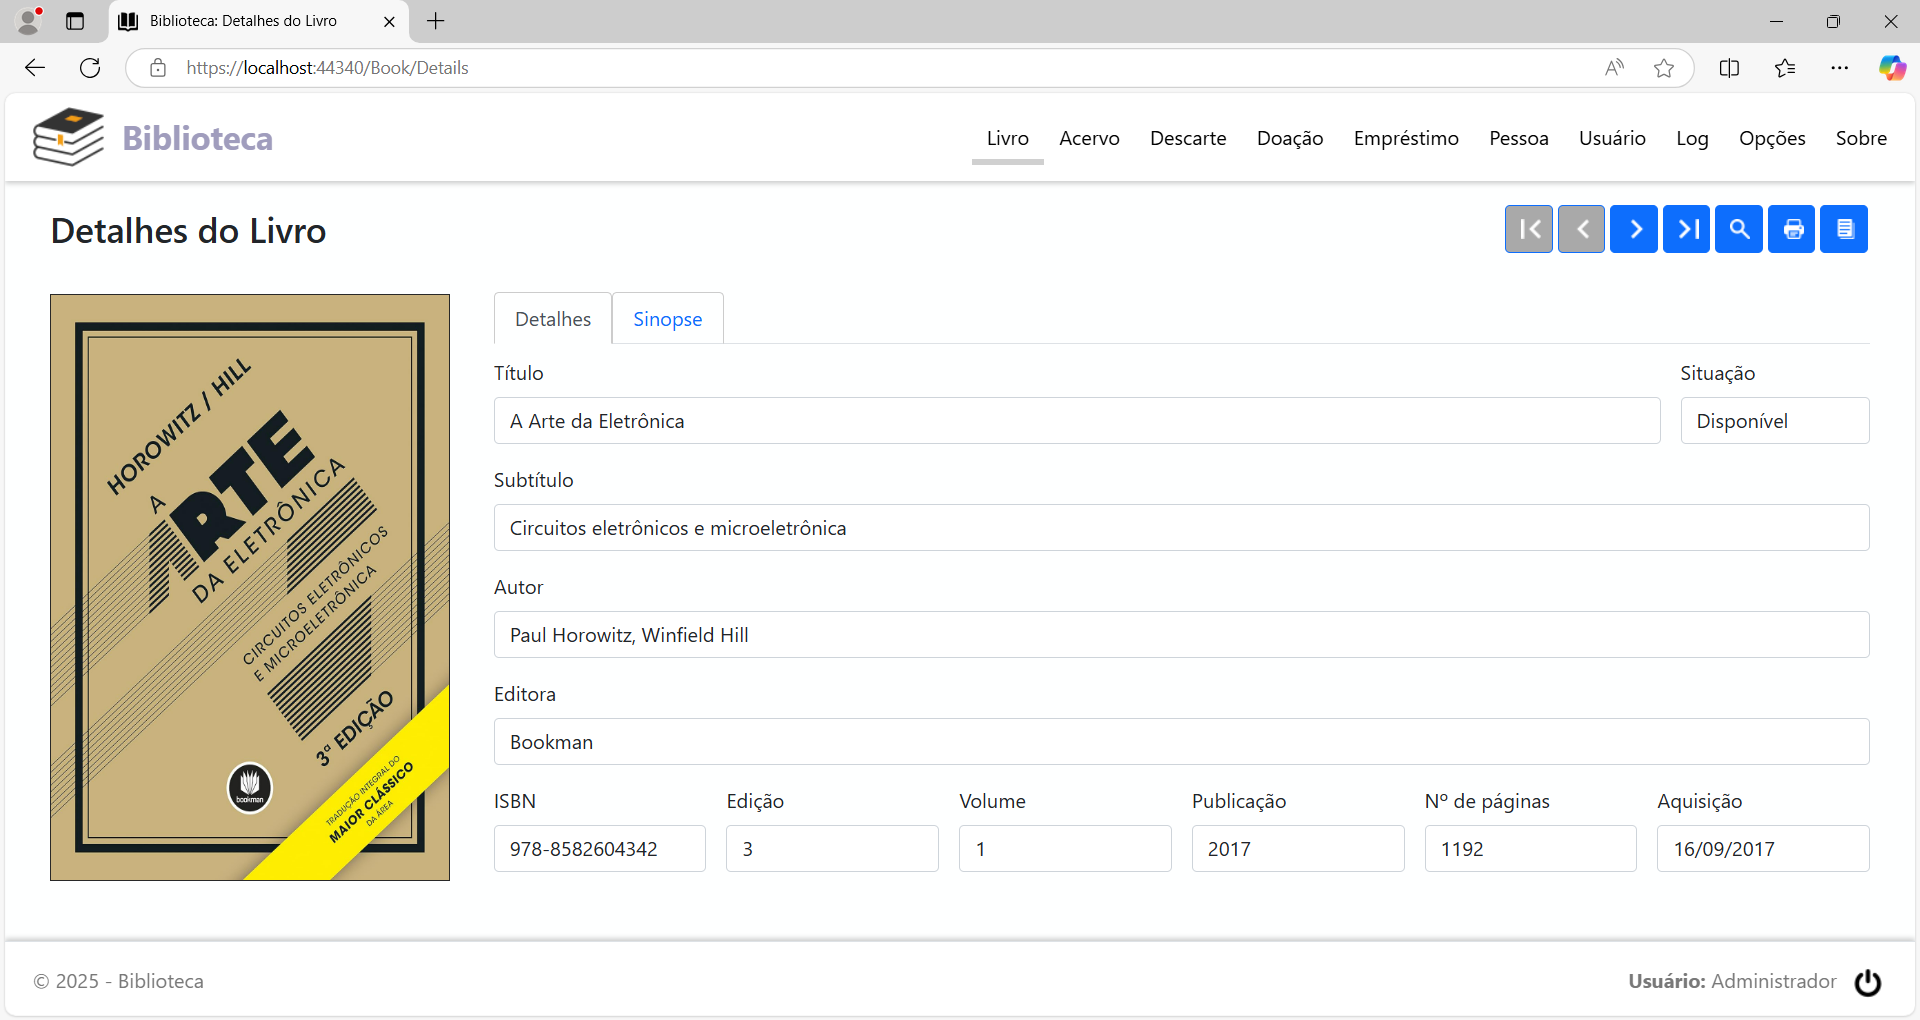 Biblioteca: Detalhes do Livro
https://localhost:44340/Book/Details
Biblioteca
Livro Acervo Descarte Doação Empréstimo Pessoa Usuário Log Opções Sobre
Detalhes do Livro
HOROWITZ / HILL
A ARTE
DA ELETRÔNICA
CIRCUITOS ELETRÔNICOS
E MICROELETRÔNICA
3ª EDIÇÃO
bookman
TRADUÇÃO INTEGRAL DO
MAIOR CLÁSSICO
DA ÁREA
Detalhes Sinopse
Título Situação
A Arte da Eletrônica Disponível
Subtítulo
Circuitos eletrônicos e microeletrônica
Autor
Paul Horowitz, Winfield Hill
Editora
Bookman
ISBN Edição Volume Publicação Nº de páginas Aquisição
978-8582604342 3 1 2017 1192 16/09/2017
© 2025 - Biblioteca Usuário: Administrador